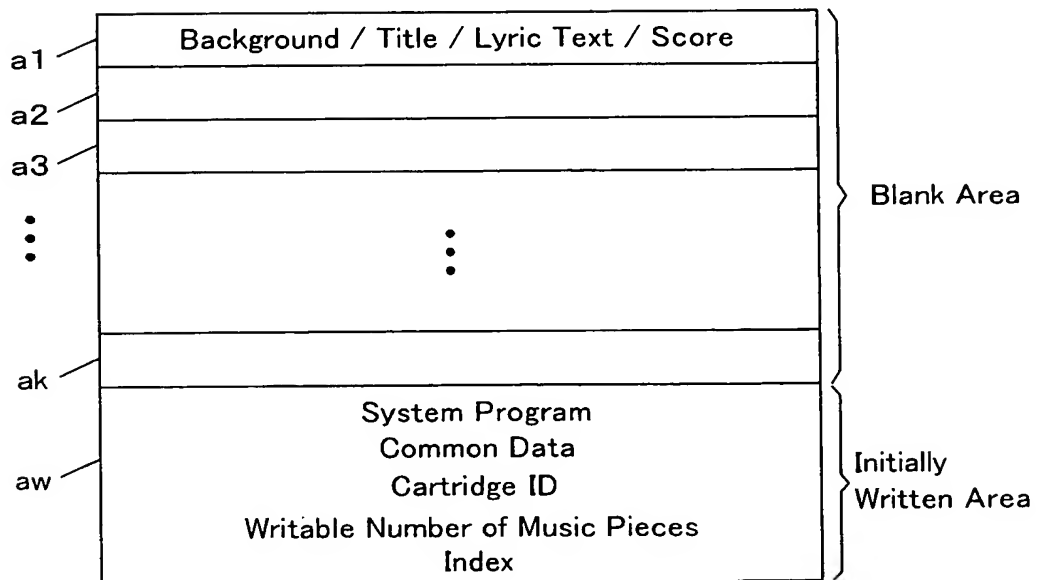 a1
Background / Title / Lyric Text / Score
a2
a3
Blank Area
ak
aw
System Program
Common Data
Cartridge ID
Writable Number of Music Pieces
Index
Initially
Written Area